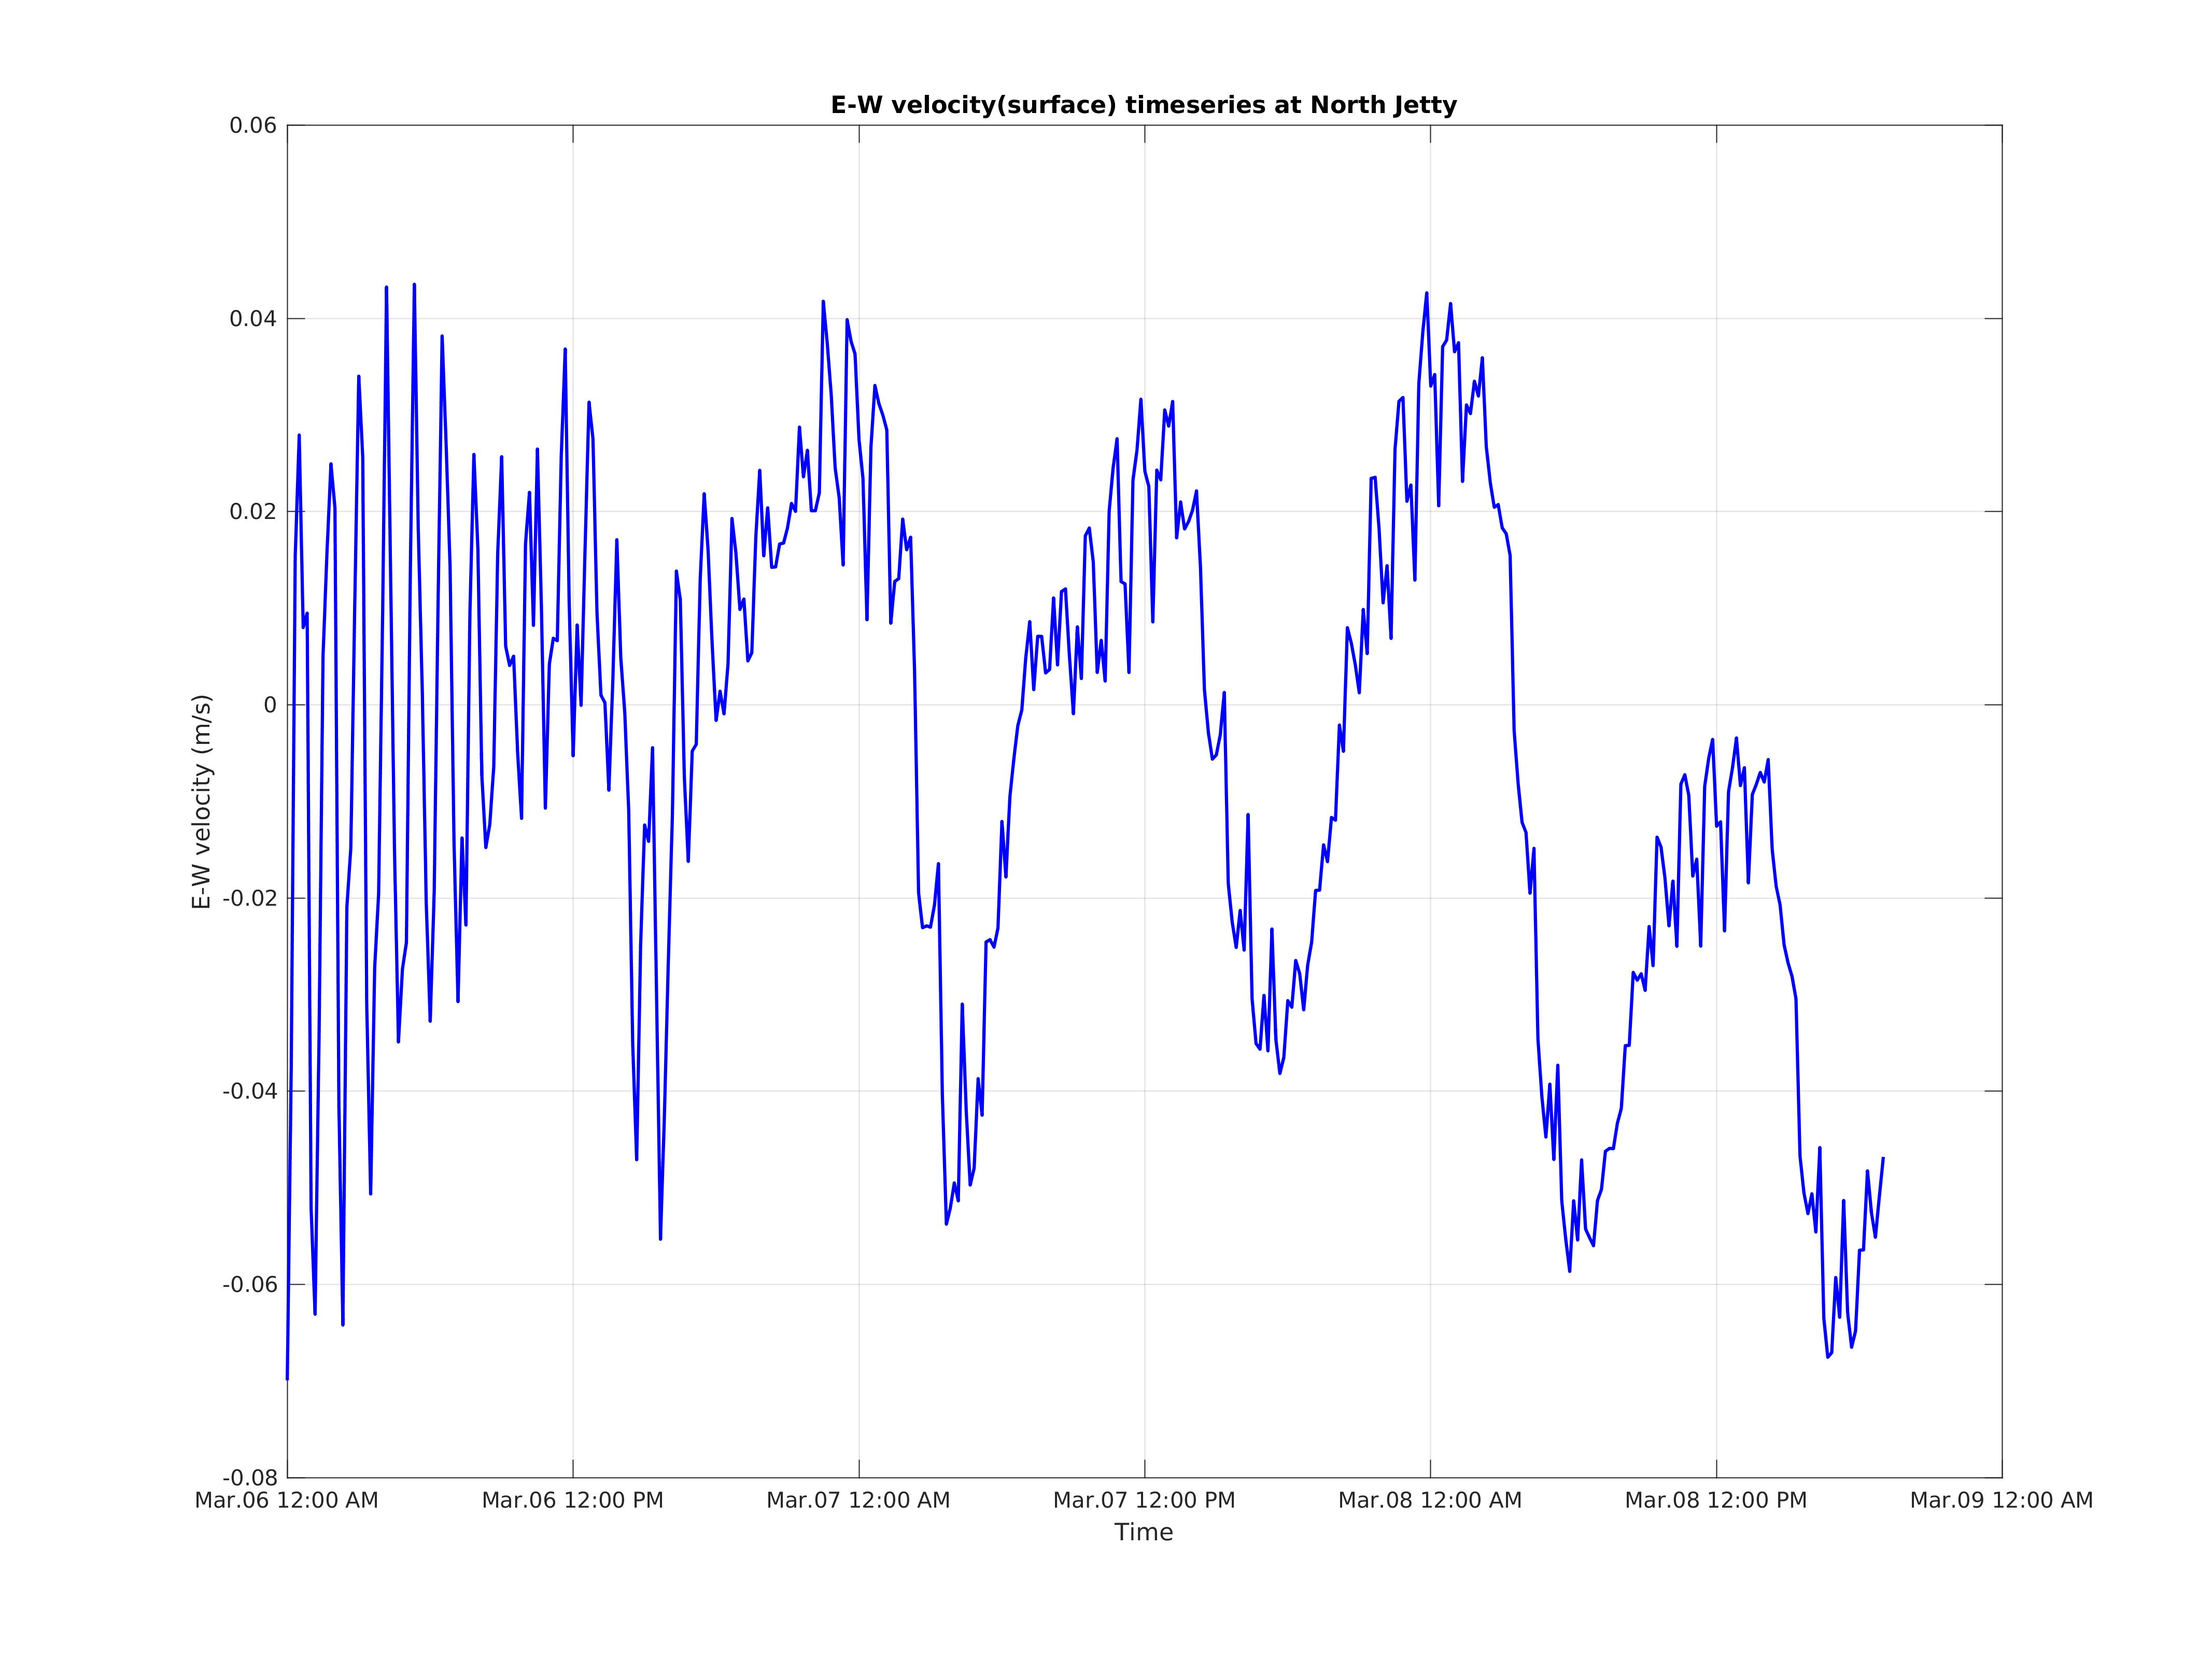 E-W velocity(surface) timeseries at North Jetty
0.06
0.04
0.02
0
-0.02
-0.04
-0.06
-0.08
E-W velocity (m/s)
Mar.06 12:00 AM Mar.06 12:00 PM Mar.07 12:00 AM Mar.07 12:00 PM Mar.08 12:00 AM Mar.08 12:00 PM Mar.09 12:00 AM
Time